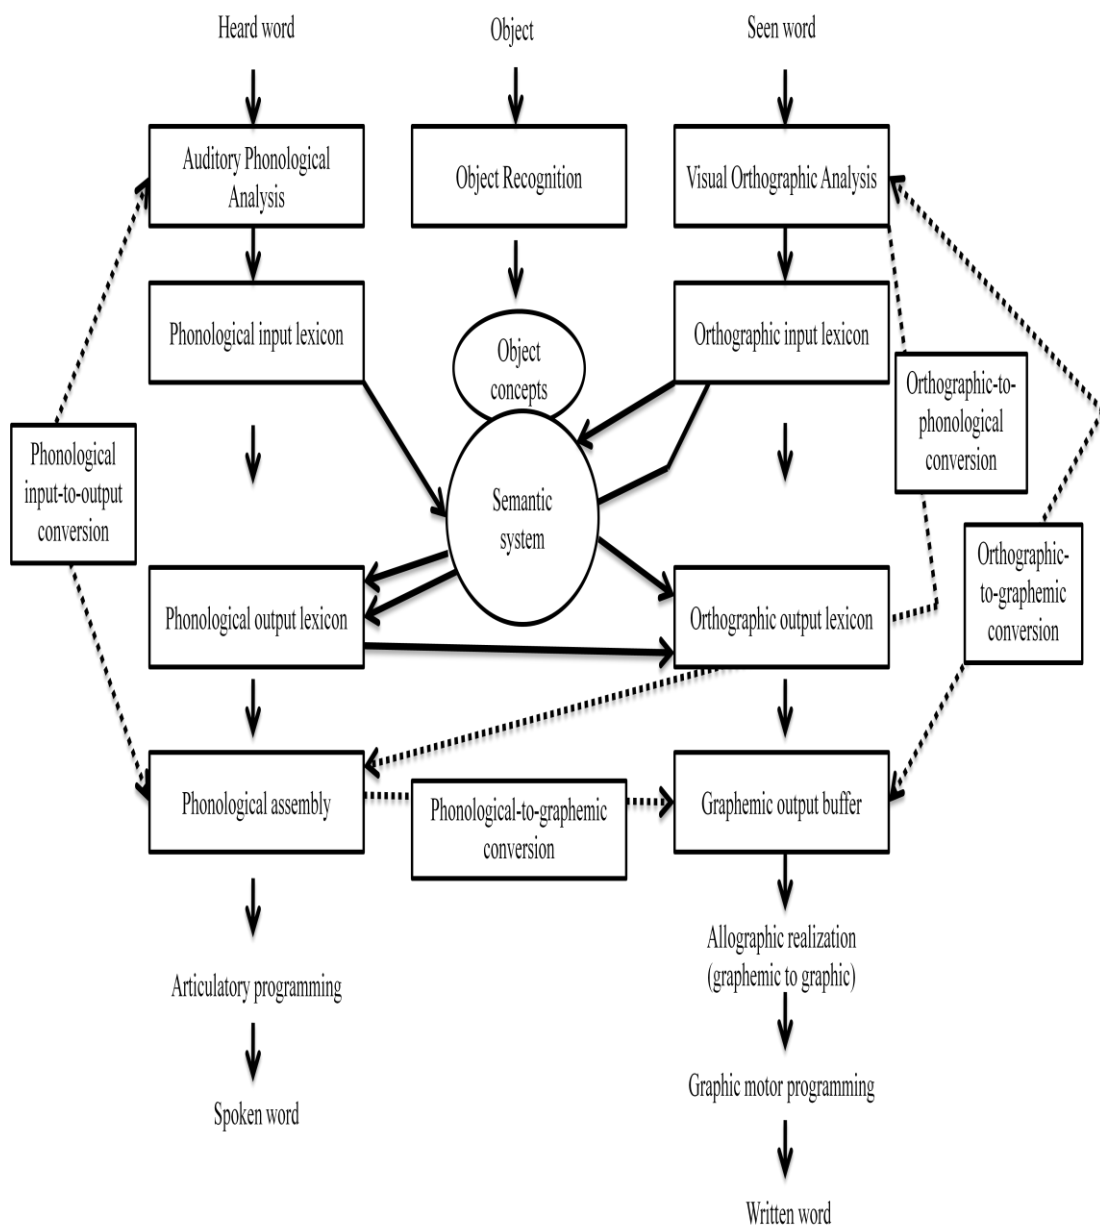 Heard word
Object
Seen word
Auditory Phonological
Analysis
Object Recognition
Visual Orthographic Analysis
Phonological input lexicon
Object
concepts
Orthographic input lexicon
Orthographic-to-
phonological
conversion
Phonological
input-to-output
conversion
Semantic
system
Orthographic-
to-graphemic
conversion
Phonological output lexicon
Orthographic output lexicon
Phonological assembly
Phonological-to-graphemic
conversion
Graphemic output buffer
Allographic realization
(graphemic to graphic)
Articulatory programming
Graphic motor programming
Spoken word
Written word